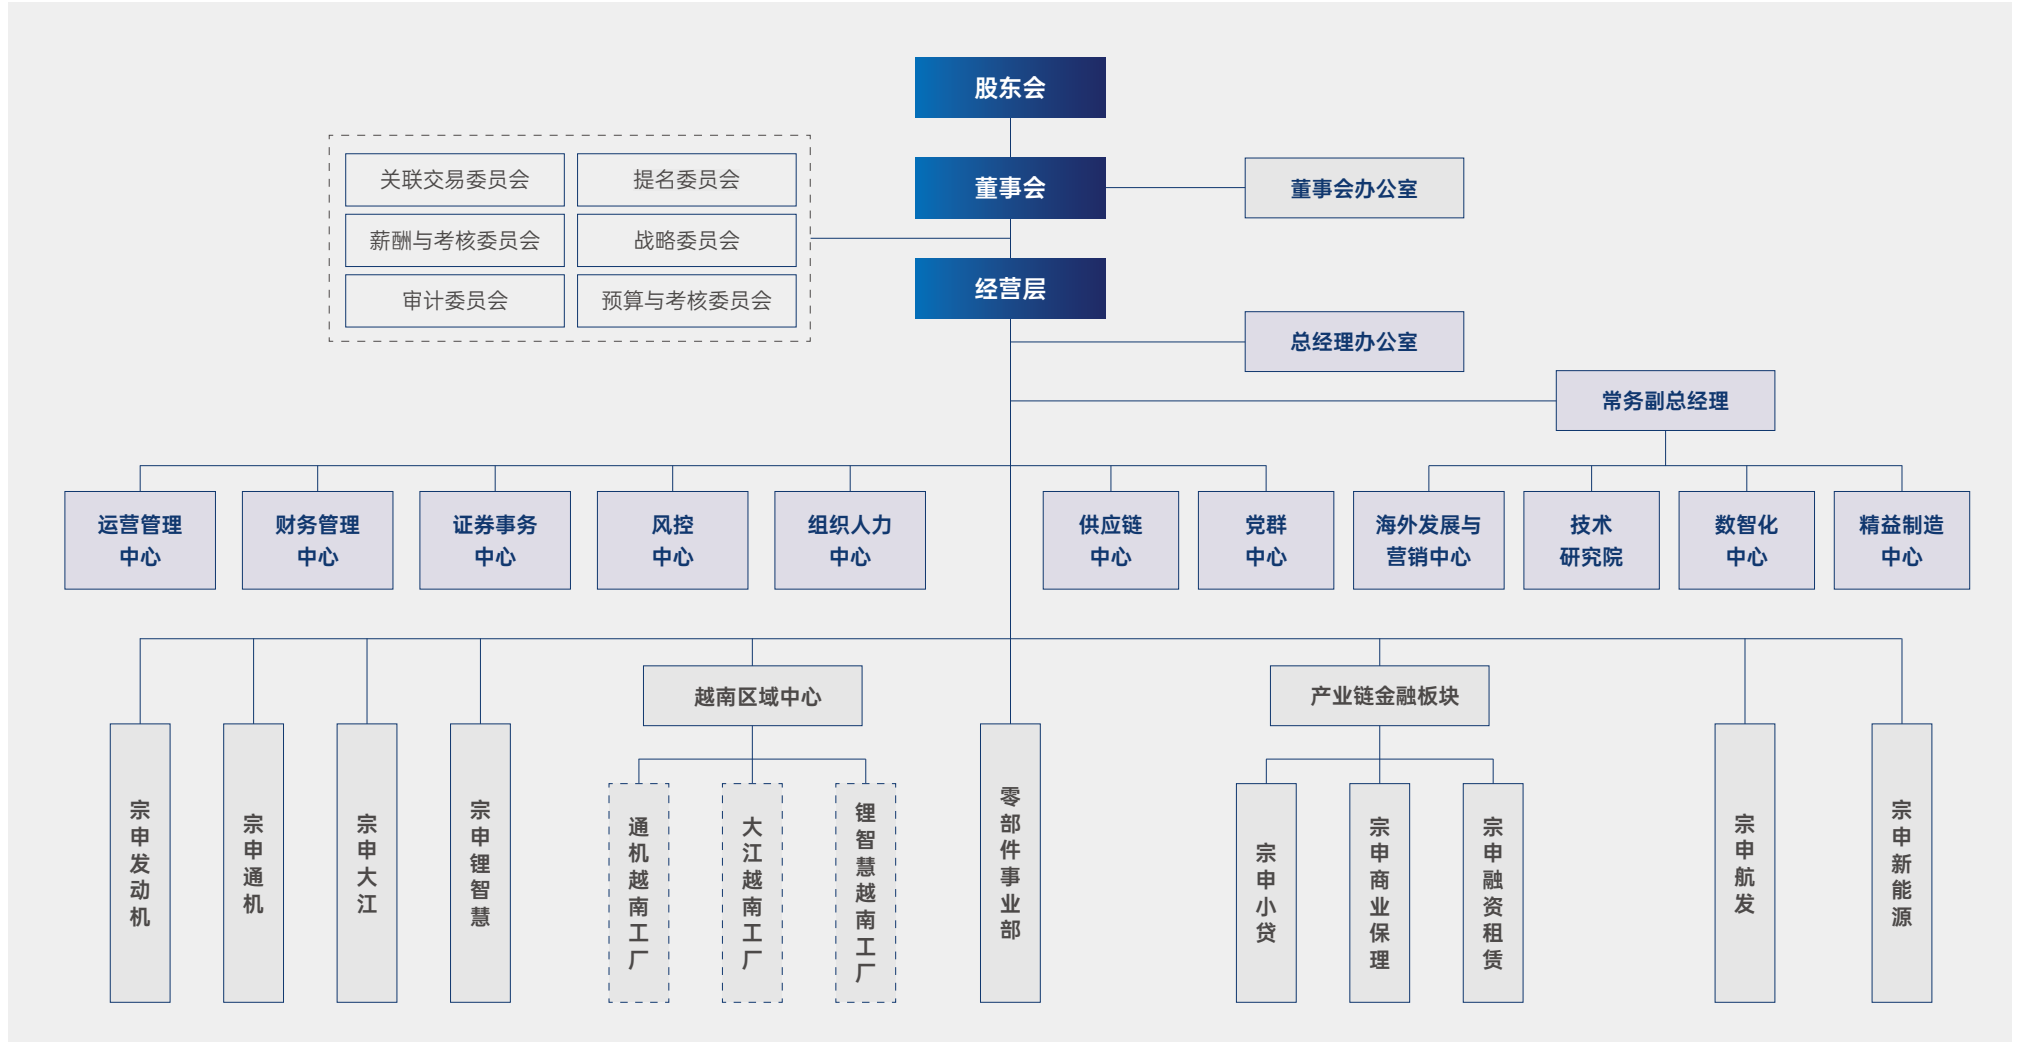 股东会
董事会
董事会办公室
关联交易委员会
提名委员会
薪酬与考核委员会
战略委员会
审计委员会
预算与考核委员会
经营层
总经理办公室
常务副总经理
运营管理
中心
财务管理
中心
证券事务
中心
风控
中心
组织人力
中心
供应链
中心
党群
中心
海外发展与
营销中心
技术
研究院
数智化
中心
精益制造
中心
越南区域中心
产业链金融板块
宗申发动机
宗申通机
宗申大江
宗申锂智慧
通机越南工厂
大江越南工厂
锂智慧越南工厂
零部件事业部
宗申小贷
宗申商业保理
宗申融资租赁
宗申航发
宗申新能源